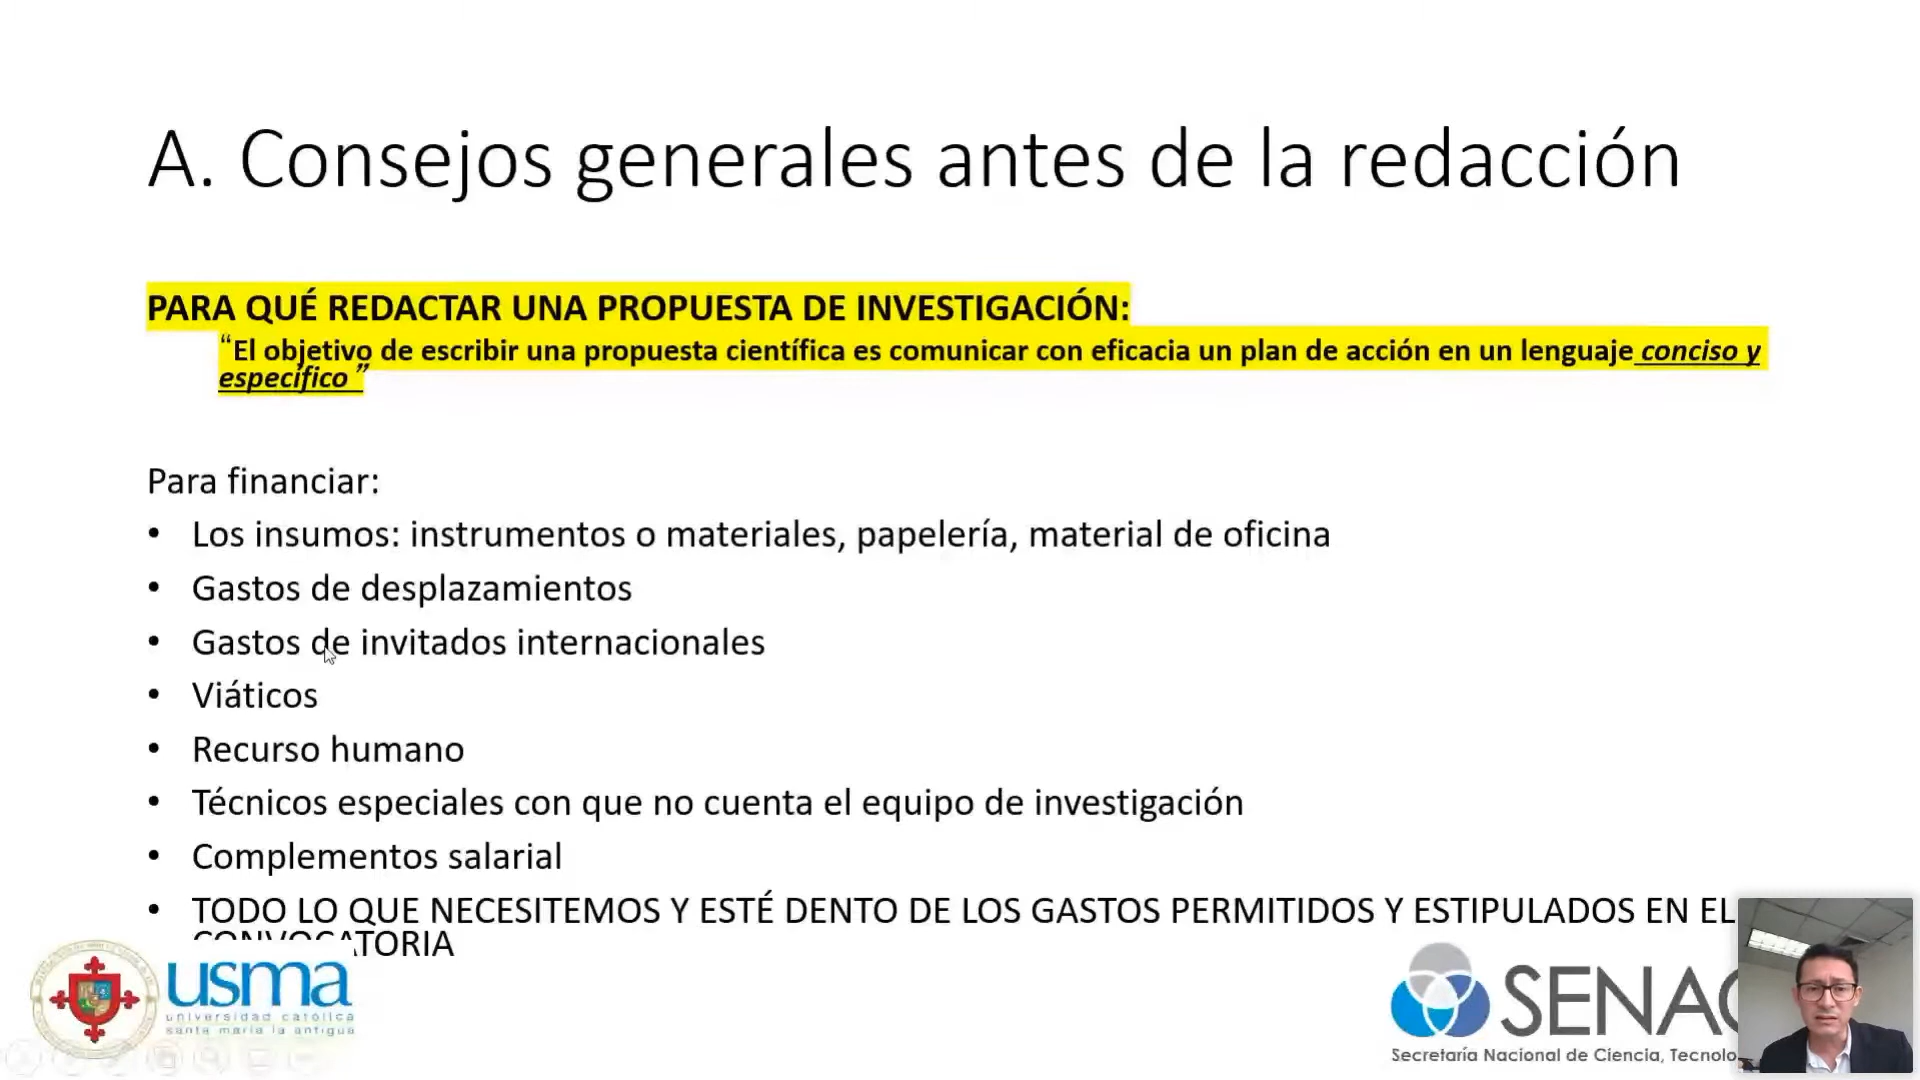 A. Consejos generales antes de la redacción
PARA QUÉ REDACTAR UNA PROPUESTA DE INVESTIGACIÓN:
“El objetivo de escribir una propuesta científica es comunicar con eficacia un plan de acción en un lenguaje conciso y
específico”
Para financiar:
• Los insumos: instrumentos o materiales, papelería, material de oficina
• Gastos de desplazamientos
• Gastos de invitados internacionales
• Viáticos
• Recurso humano
• Técnicos especiales con que no cuenta el equipo de investigación
• Complementos salarial
• TODO LO QUE NECESITEMOS Y ESTÉ DENTO DE LOS GASTOS PERMITIDOS Y ESTIPULADOS EN EL
CONVOCATORIA
usma
universidad católica
santa maría la antigua
SENAC
Secretaría Nacional de Ciencia, Tecnolo